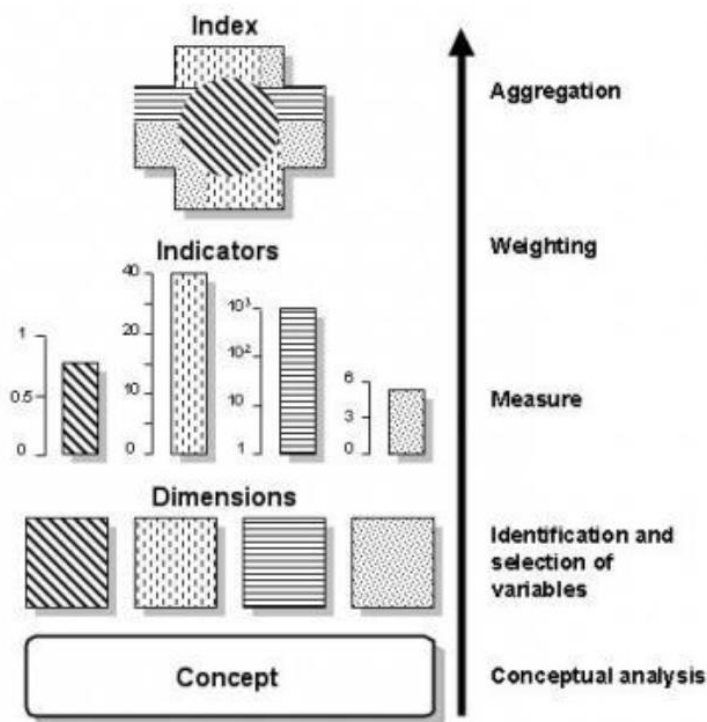 Index
Aggregation
Weighting
Indicators
1
0.5
0
40
20
10
0
10³
10²
10
1
6
3
0
Measure
Dimensions
Identification and
selection of
variables
Concept
Conceptual analysis